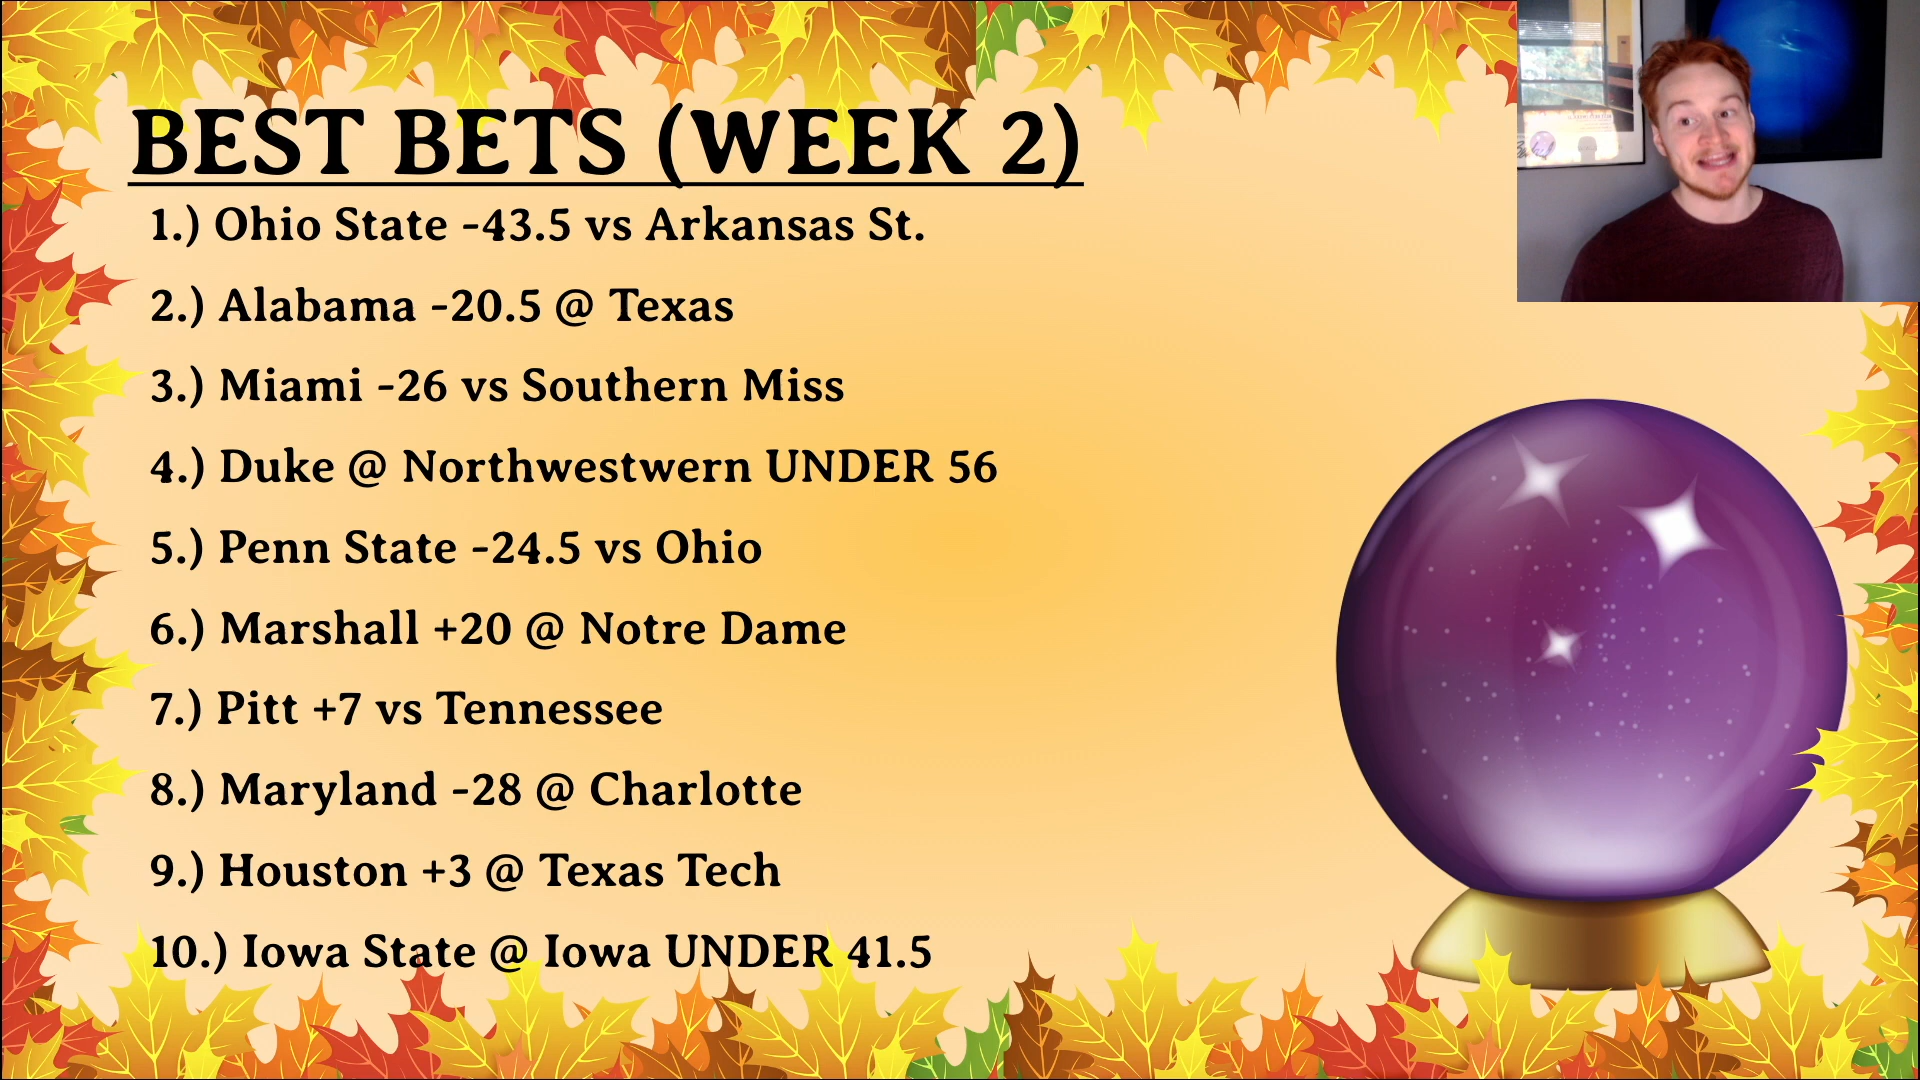 BEST BETS (WEEK 2)
1.) Ohio State -43.5 vs Arkansas St.
2.) Alabama -20.5 @ Texas
3.) Miami -26 vs Southern Miss
4.) Duke @ Northwestwern UNDER 56
5.) Penn State -24.5 vs Ohio
6.) Marshall +20 @ Notre Dame
7.) Pitt +7 vs Tennessee
8.) Maryland -28 @ Charlotte
9.) Houston +3 @ Texas Tech
10.) Iowa State @ Iowa UNDER 41.5